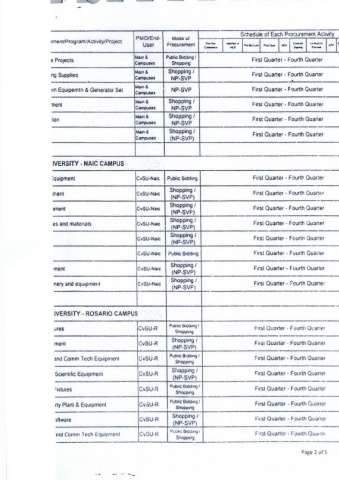 Schedule of Each Procurement Activity
ment/Program/Activity/Project PMO/End-User Mode of Procurement
e Projects Main & Campuses Public Bidding / Shopping First Quarter - Fourth Quarter
ng Supplies Main & Campuses Shopping / NP-SVP First Quarter - Fourth Quarter
n Equipemtn & Generator Set Main & Campuses NP-SVP First Quarter - Fourth Quarter
ment Main & Campuses Shopping / NP-SVP First Quarter - Fourth Quarter
ion Main & Campuses Shopping / NP-SVP First Quarter - Fourth Quarter
Main & Campuses Shopping / NP-SVP First Quarter - Fourth Quarter
IVERSITY - NAIC CAMPUS
quipment CvSU-Naic Public Bidding First Quarter - Fourth Quarter
ment CvSU-Naic Shopping / (NP-SVP) First Quarter - Fourth Quarter
ment CvSU-Naic Shopping / (NP-SVP) First Quarter - Fourth Quarter
es and materials CvSU-Naic Shopping / (NP-SVP) First Quarter - Fourth Quarter
CvSU-Naic Shopping / (NP-SVP) First Quarter - Fourth Quarter
CvSU-Naic Public Bidding First Quarter - Fourth Quarter
ment CvSU-Naic Shopping / (NP-SVP) First Quarter - Fourth Quarter
nery and equipment CvSU-Naic Shopping / (NP-SVP) First Quarter - Fourth Quarter
IVERSITY - ROSARIO CAMPUS
ures CvSU-R Public Bidding / Shopping First Quarter - Fourth Quarter
ment CvSU-R Shopping / (NP-SVP) First Quarter - Fourth Quarter
and Comm Tech Equipment CvSU-R Public Bidding / Shopping First Quarter - Fourth Quarter
Scientific Equipment CvSU-R Shopping / (NP-SVP) First Quarter - Fourth Quarter
ixtures CvSU-R Public Bidding / Shopping First Quarter - Fourth Quarter
rty Plant & Equipment CvSU-R Public Bidding / Shopping First Quarter - Fourth Quarter
oftware CvSU-R Shopping / (NP-SVP) First Quarter - Fourth Quarter
and Comm Tech Equipment CvSU-R Public Bidding / Shopping First Quarter - Fourth Quarter
Page 2 of 5